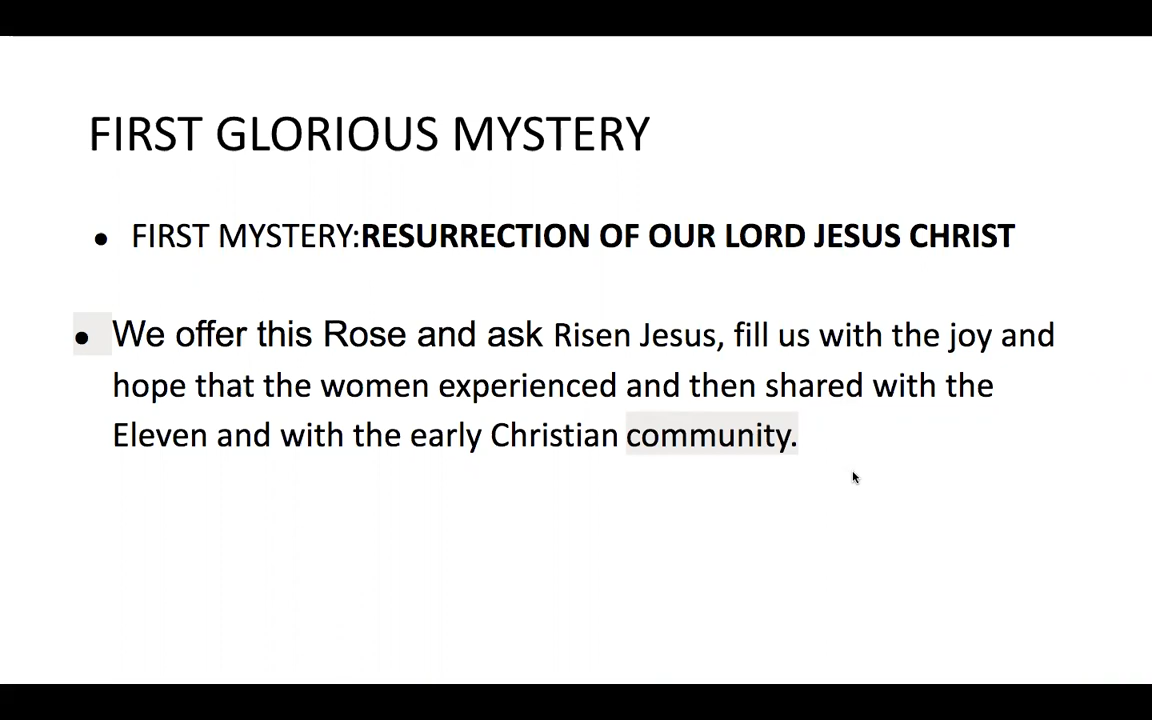 FIRST GLORIOUS MYSTERY
• FIRST MYSTERY:RESURRECTION OF OUR LORD JESUS CHRIST
• We offer this Rose and ask Risen Jesus, fill us with the joy and
hope that the women experienced and then shared with the
Eleven and with the early Christian community.